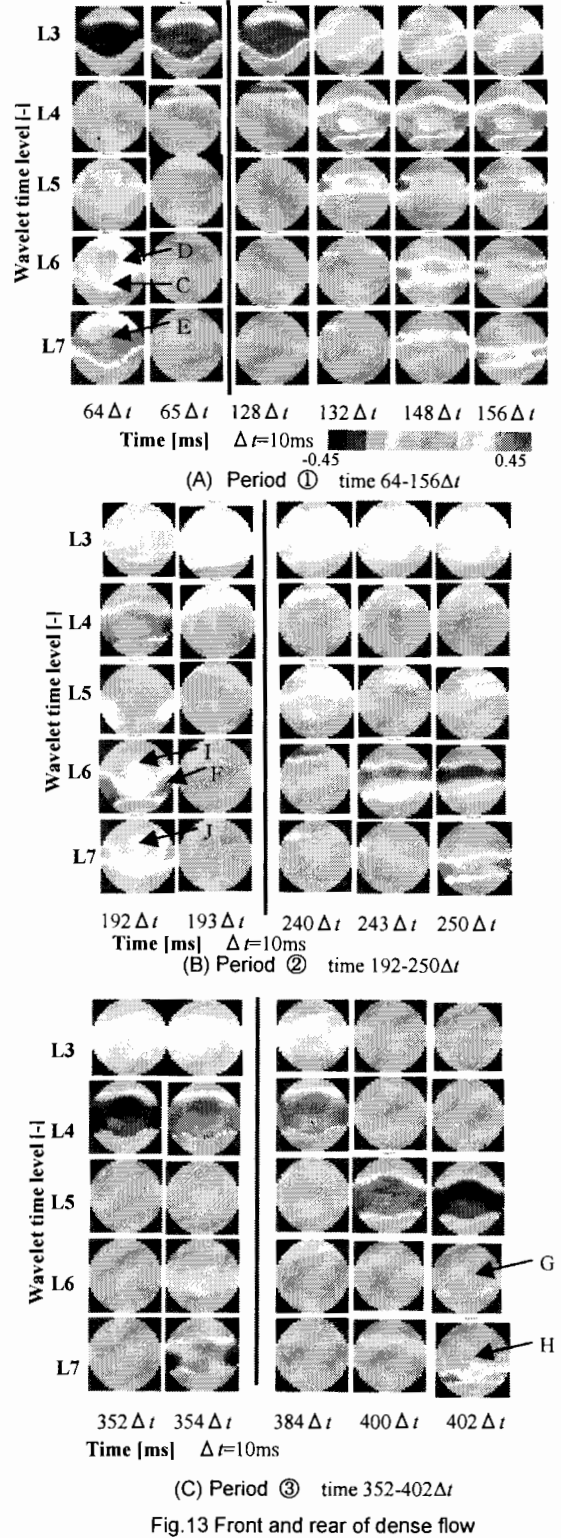 L3
L4
L5
L6
L7
Wavelet time level [-]
D
C
E
64 Δt 65 Δt 128 Δt 132 Δt 148 Δt 156 Δt
Time [ms] Δt=10ms
-0.45 0.45
(A) Period ① time 64-156Δt
L3
L4
L5
L6
L7
Wavelet time level [-]
I
F
J
192 Δt 193 Δt 240 Δt 243 Δt 250 Δt
Time [ms] Δt=10ms
(B) Period ② time 192-250Δt
L3
L4
L5
L6
L7
Wavelet time level [-]
G
H
352 Δt 354 Δt 384 Δt 400 Δt 402 Δt
Time [ms] Δt=10ms
(C) Period ③ time 352-402Δt
Fig.13 Front and rear of dense flow